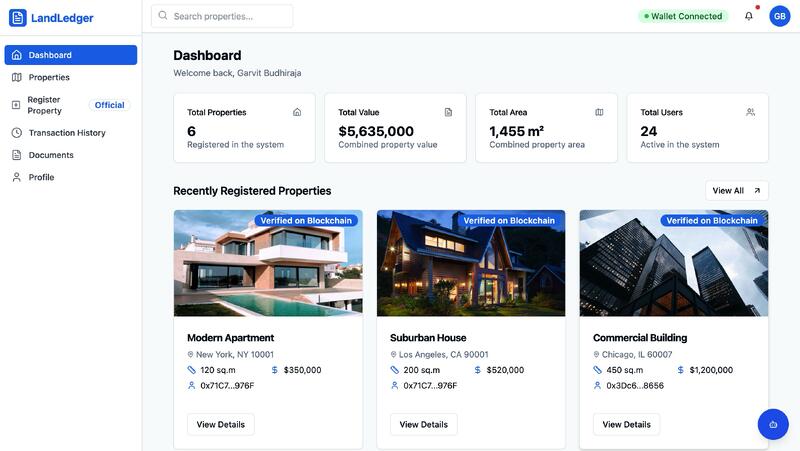 LandLedger
Search properties...
Wallet Connected
GB
Dashboard
Properties
Register
Property
Official
Transaction History
Documents
Profile
Dashboard
Welcome back, Garvit Budhiraja
Total Properties
6
Registered in the system
Total Value
$5,635,000
Combined property value
Total Area
1,455 m²
Combined property area
Total Users
24
Active in the system
Recently Registered Properties
View All
Verified on Blockchain
Modern Apartment
New York, NY 10001
120 sq.m
$350,000
0x71C7...976F
View Details
Verified on Blockchain
Suburban House
Los Angeles, CA 90001
200 sq.m
$520,000
0x71C7...976F
View Details
Verified on Blockchain
Commercial Building
Chicago, IL 60007
450 sq.m
$1,200,000
0x3Dc6...8656
View Details